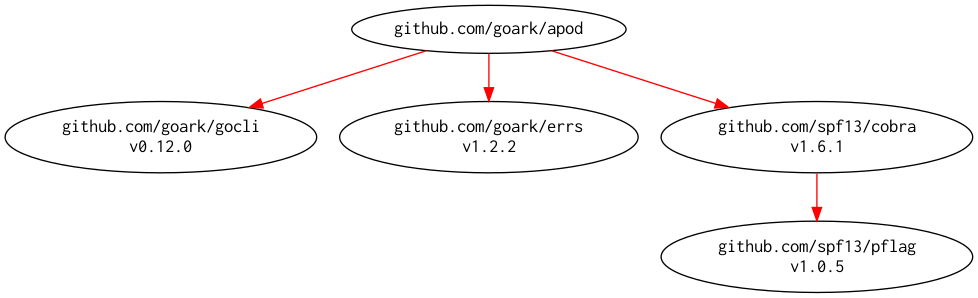 github.com/goark/apod
github.com/goark/gocli
v0.12.0
github.com/goark/errs
v1.2.2
github.com/spf13/cobra
v1.6.1
github.com/spf13/pflag
v1.0.5